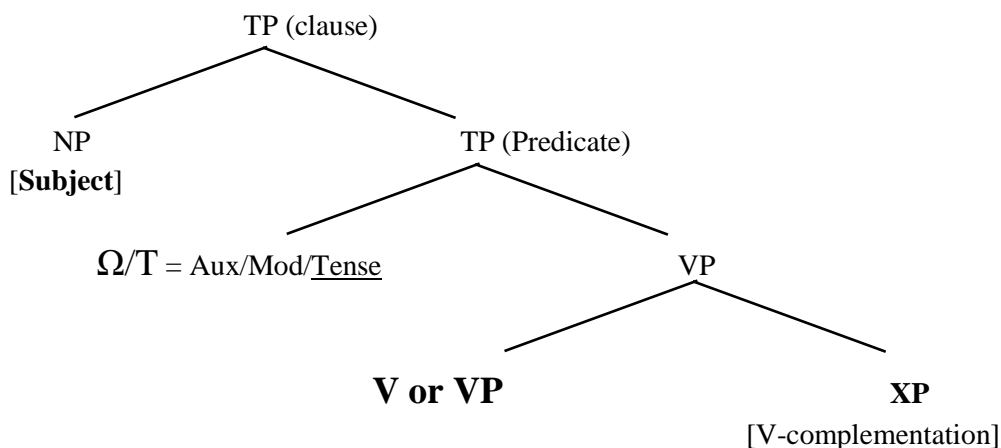 TP (clause)
NP TP (Predicate)
[Subject]
Ω/T = Aux/Mod/Tense VP
V or VP XP
[V-complementation]